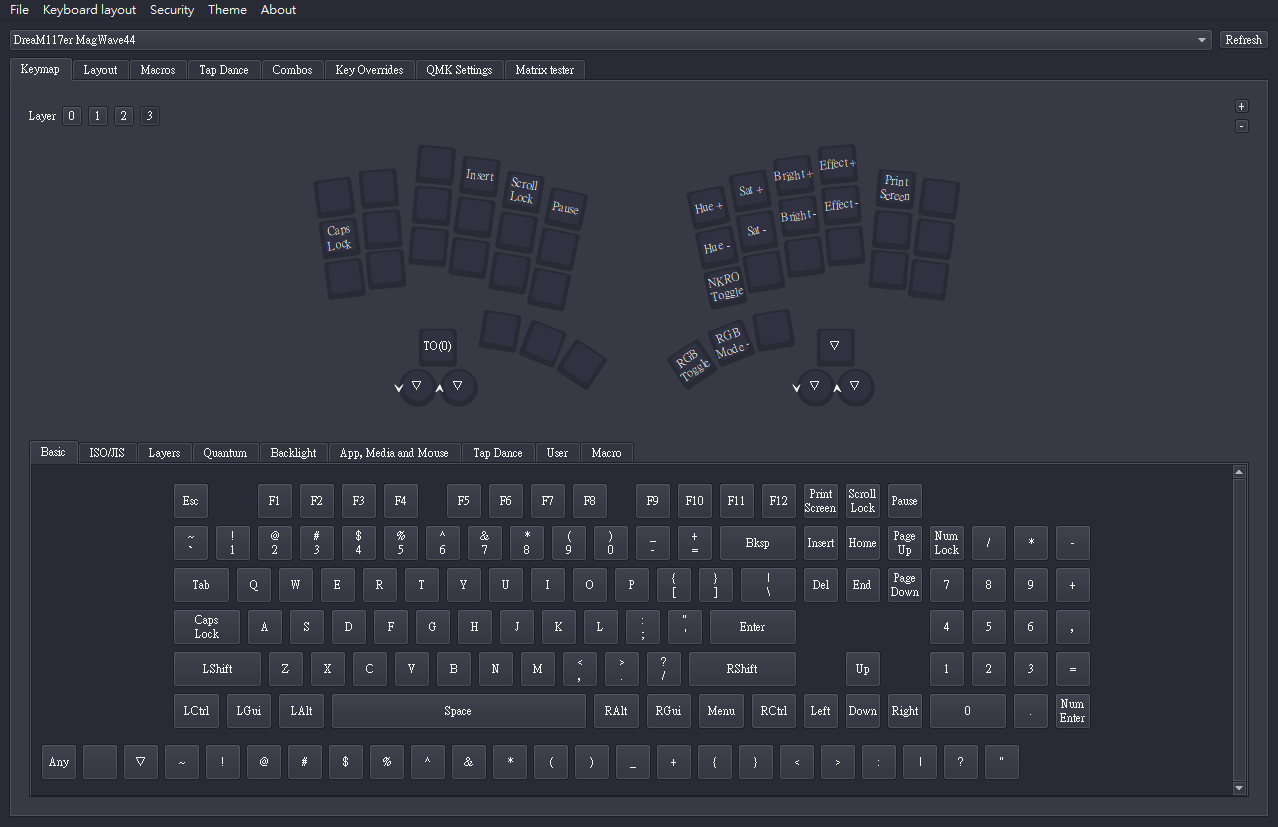 File Keyboard layout Security Theme About
DreaM117er MagWave44 Refresh
Keymap Layout Macros Tap Dance Combos Key Overrides QMK Settings Matrix tester
Layer 0 1 2 3
+
-
Insert
Scroll
Lock
Pause
Caps
Lock
Hue +
Sat +
Bright+
Effect+
Print
Screen
Hue -
Sat -
Bright-
Effect-
NKRO
Toggle
TO(0)
RGB
Toggle
RGB
Mode -
▽
▽ ▽
▽ ▽
Basic ISO/JIS Layers Quantum Backlight App, Media and Mouse Tap Dance User Macro
Esc F1 F2 F3 F4 F5 F6 F7 F8 F9 F10 F11 F12 Print Scroll Pause
Screen Lock
~ ! @ # $ % ^ & * ( ) _ + Bksp Insert Home Page Num / * -
` 1 2 3 4 5 6 7 8 9 0 - = Up Lock
Tab Q W E R T Y U I O P { } | Del End Page 7 8 9 +
[ ] \ Down
Caps A S D F G H J K L : " Enter 4 5 6 ,
Lock ; '
LShift Z X C V B N M < > ? RShift Up 1 2 3 =
, . /
LCtrl LGui LAlt Space RAlt RGui Menu RCtrl Left Down Right 0 . Num
Enter
Any ▽ ~ ! @ # $ % ^ & * ( ) _ + { } < > : | ? "